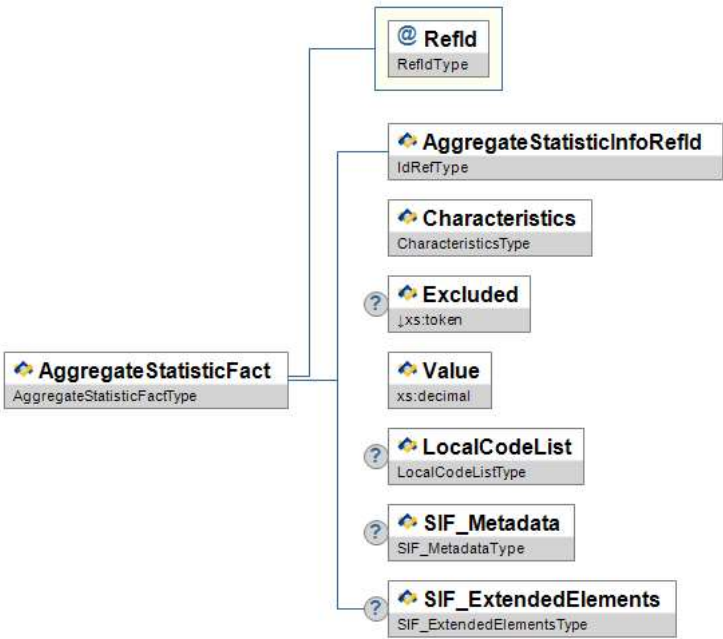 @ RefId
RefIdType
AggregateStatisticInfoRefId
IdRefType
Characteristics
CharacteristicsType
? Excluded
↓xs:token
AggregateStatisticFact
AggregateStatisticFactType
Value
xs:decimal
? LocalCodeList
LocalCodeListType
? SIF_Metadata
SIF_MetadataType
? SIF_ExtendedElements
SIF_ExtendedElementsType